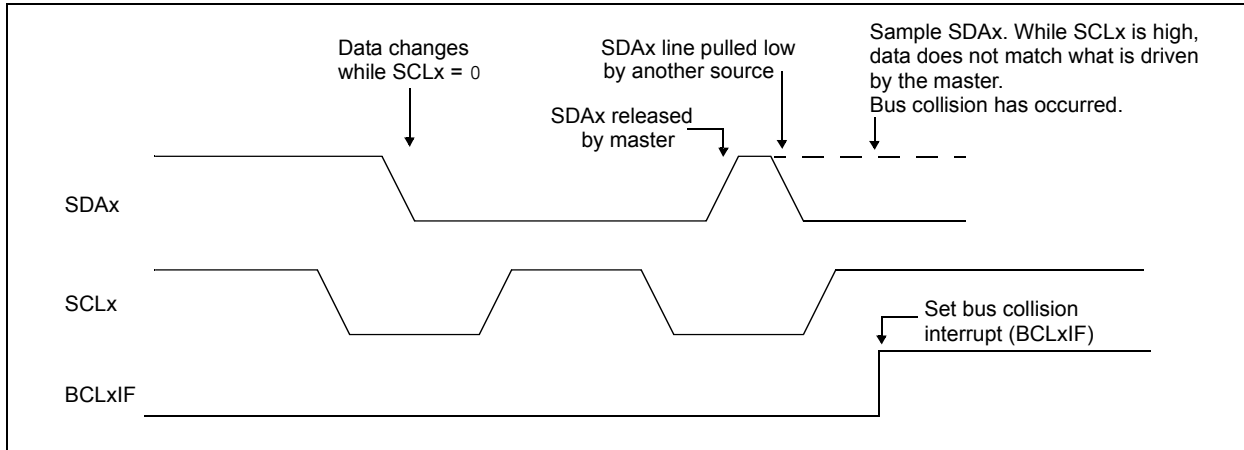 Data changes
while SCLx = 0
SDAx line pulled low
by another source
Sample SDAx. While SCLx is high,
data does not match what is driven
by the master.
Bus collision has occurred.
SDAx released
by master
SDAx
SCLx
Set bus collision
interrupt (BCLxIF)
BCLxIF